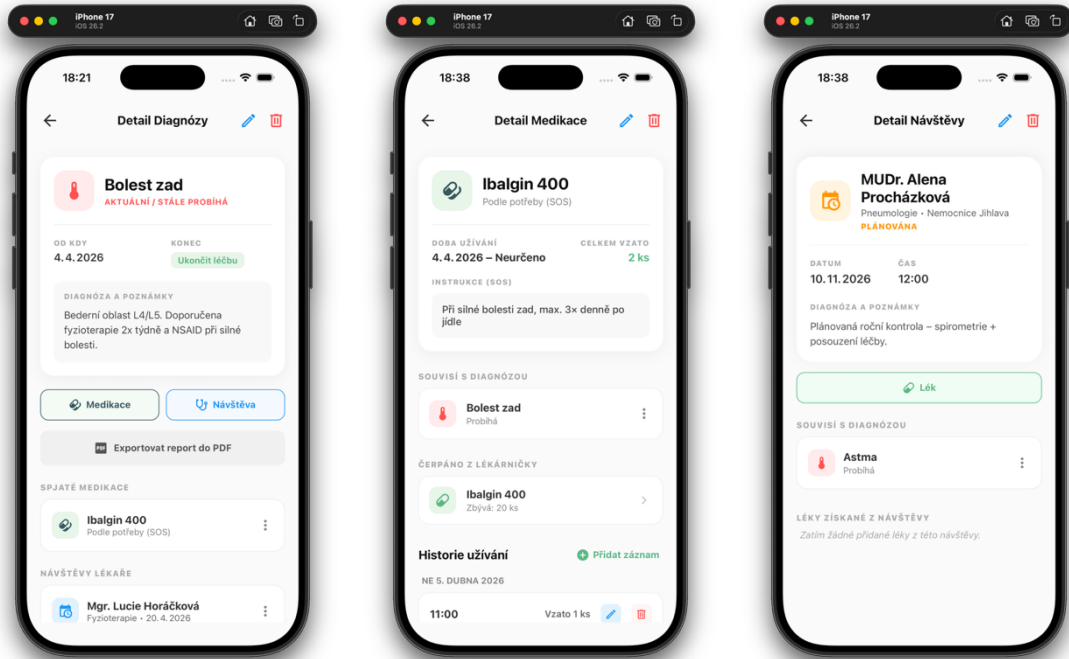 iPhone 17
iOS 26.2
18:21
Detail Diagnózy
Bolest zad
AKTUÁLNÍ / STÁLE PROBÍHÁ
OD KDY
KONEC
4. 4. 2026
Ukončit léčbu
DIAGNÓZA A POZNÁMKY
Bederní oblast L4/L5. Doporučena
fyzioterapie 2x týdně a NSAID při silné
bolesti.
Medikace
Návštěva
PDF
Exportovat report do PDF
SPJATÉ MEDIKACE
Ibalgin 400
Podle potřeby (SOS)
NÁVŠTĚVY LÉKAŘE
Mgr. Lucie Horáčková
Fyzioterapie • 20. 4. 2026
iPhone 17
iOS 26.2
18:38
Detail Medikace
Ibalgin 400
Podle potřeby (SOS)
DOBA UŽÍVÁNÍ
CELKEM VZATO
4. 4. 2026 – Neurčeno
2 ks
INSTRUKCE (SOS)
Při silné bolesti zad, max. 3× denně po
jídle
SOUVISÍ S DIAGNÓZOU
Bolest zad
Probíhá
ČERPÁNO Z LÉKÁRNIČKY
Ibalgin 400
Zbývá: 20 ks
Historie užívání
Přidat záznam
NE 5. DUBNA 2026
11:00
Vzato 1 ks
iPhone 17
iOS 26.2
18:38
Detail Návštěvy
MUDr. Alena
Procházková
Pneumologie • Nemocnice Jihlava
PLÁNOVÁNA
DATUM
ČAS
10. 11. 2026
12:00
DIAGNÓZA A POZNÁMKY
Plánovaná roční kontrola – spirometrie +
posouzení léčby.
Lék
SOUVISÍ S DIAGNÓZOU
Astma
Probíhá
LÉKY ZÍSKANÉ Z NÁVŠTĚVY
Zatím žádné přidané léky z této návštěvy.